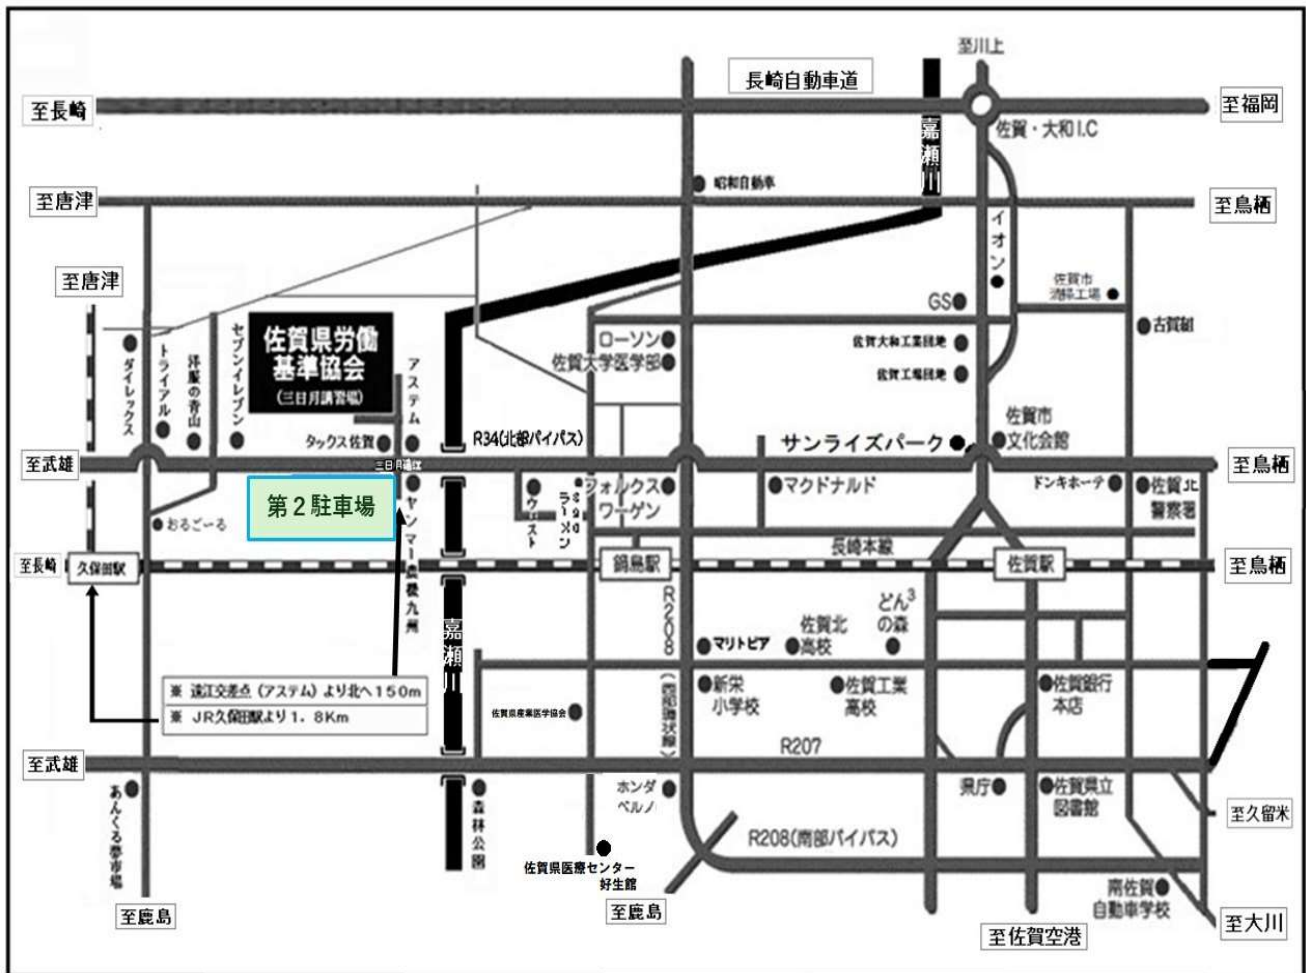 至川上
長崎自動車道
至長崎
至福岡
嘉瀬川
佐賀・大和I.C
昭和自動車
至唐津
至鳥栖
イオン
至唐津
佐賀市
清掃工場
GS
古賀組
佐賀県労働
基準協会
(三日月講習場)
ローソン
佐賀大学医学部
佐賀大和工業団地
佐賀工場団地
ダイレックス
トライアル
洋服の青山
セブンイレブン
アステム
タックス佐賀
R34(北部バイパス)
サンライズパーク
佐賀市
文化会館
至武雄
三日月遠江
至鳥栖
第2駐車場
おるごーる
ヤンマー農機九州
ウエスト
ラーメン
フォルクス
ワーゲン
マクドナルド
ドンキホーテ
佐賀北
警察署
長崎本線
至長崎
久保田駅
鍋島駅
佐賀駅
至鳥栖
R208
(西部環状線)
嘉瀬川
マリトピア
佐賀北
高校
どん3
の森
※ 遠江交差点(アステム)より北へ150m
※ JR久保田駅より1.8Km
佐賀県産業医学協会
新栄
小学校
佐賀工業
高校
佐賀銀行
本店
R207
至武雄
あんくる夢市場
森林公園
ホンダ
ベルノ
県庁
佐賀県立
図書館
至久留米
R208(南部バイパス)
佐賀県医療センター
好生館
南佐賀
自動車学校
至鹿島
至鹿島
至佐賀空港
至大川